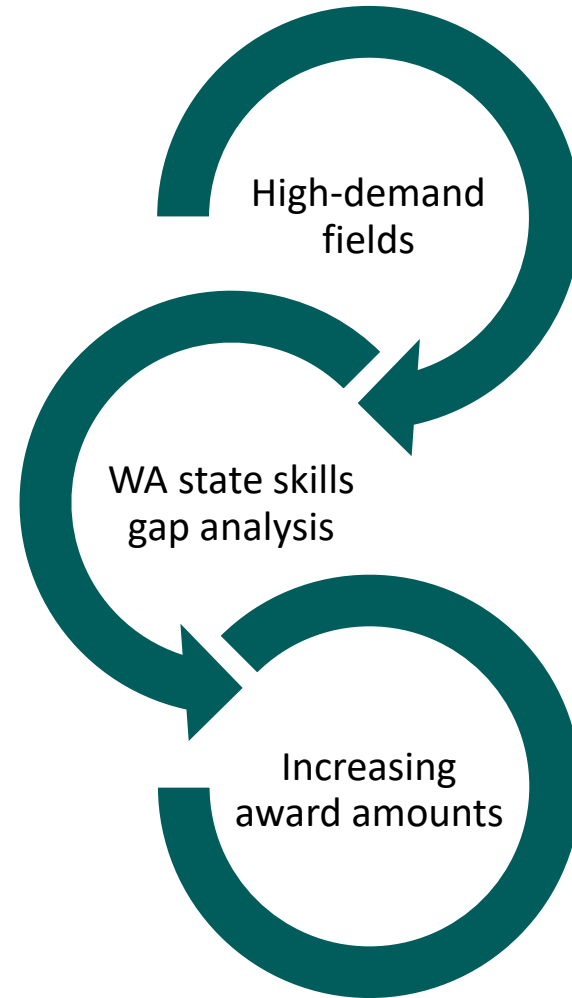 High-demand
fields
WA state skills
gap analysis
Increasing
award amounts